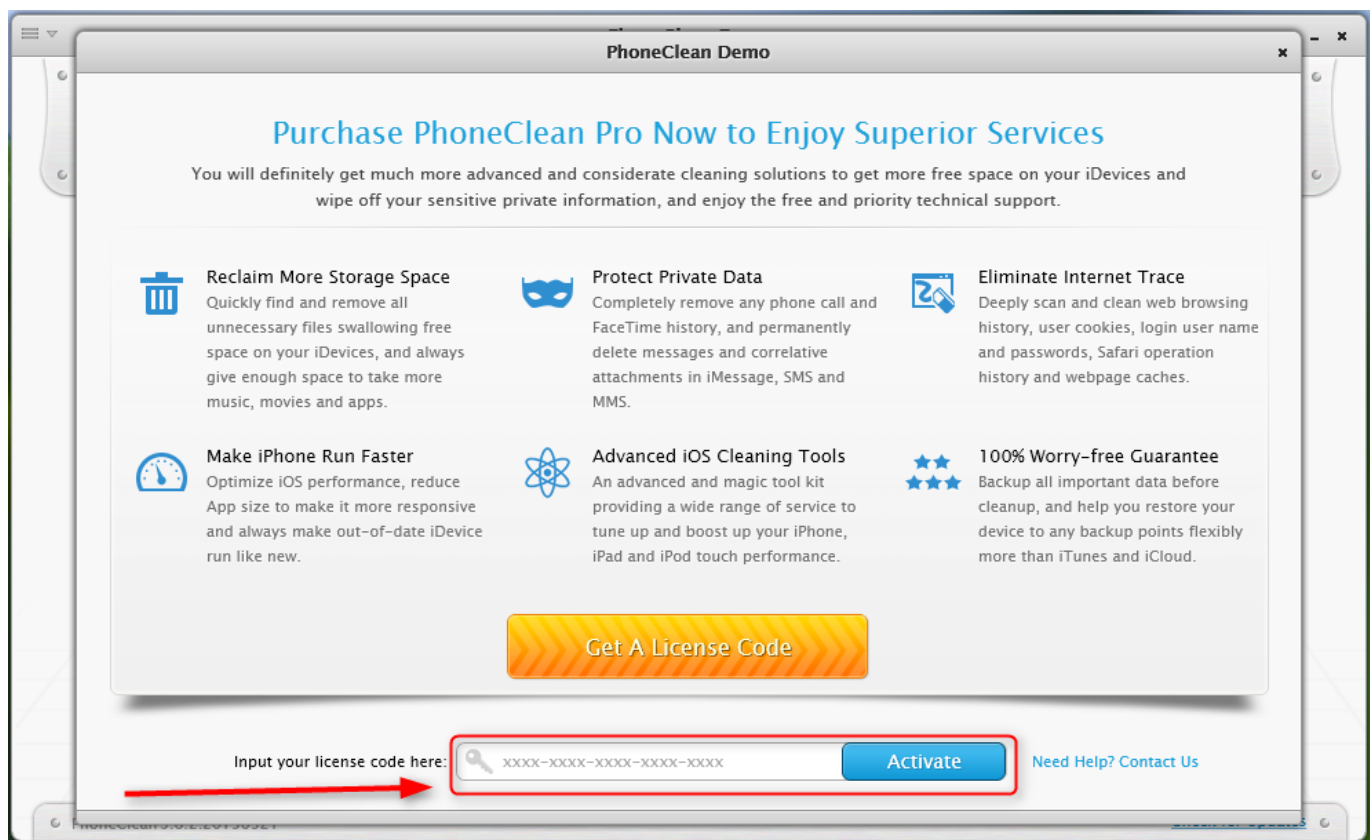 PhoneClean Demo
Purchase PhoneClean Pro Now to Enjoy Superior Services
You will definitely get much more advanced and considerate cleaning solutions to get more free space on your iDevices and
wipe off your sensitive private information, and enjoy the free and priority technical support.
Reclaim More Storage Space
Quickly find and remove all
unnecessary files swallowing free
space on your iDevices, and always
give enough space to take more
music, movies and apps.
Protect Private Data
Completely remove any phone call and
FaceTime history, and permanently
delete messages and correlative
attachments in iMessage, SMS and
MMS.
Eliminate Internet Trace
Deeply scan and clean web browsing
history, user cookies, login user name
and passwords, Safari operation
history and webpage caches.
Make iPhone Run Faster
Optimize iOS performance, reduce
App size to make it more responsive
and always make out-of-date iDevice
run like new.
Advanced iOS Cleaning Tools
An advanced and magic tool kit
providing a wide range of service to
tune up and boost up your iPhone,
iPad and iPod touch performance.
100% Worry-free Guarantee
Backup all important data before
cleanup, and help you restore your
device to any backup points flexibly
more than iTunes and iCloud.
Get A License Code
Input your license code here:
xxxx-xxxx-xxxx-xxxx-xxxx
Activate
Need Help? Contact Us